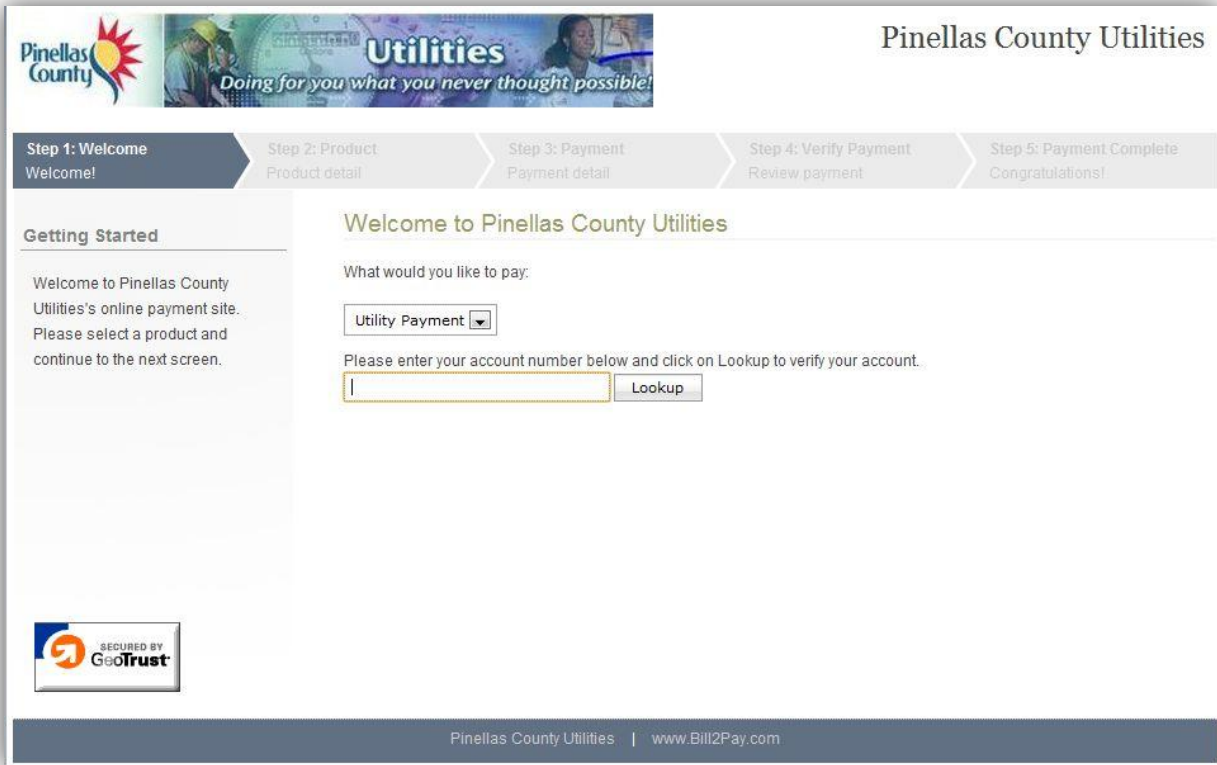 Pinellas
County
Utilities
Doing for you what you never thought possible!
Pinellas County Utilities
Step 1: Welcome
Welcome!
Step 2: Product
Product detail
Step 3: Payment
Payment detail
Step 4: Verify Payment
Review payment
Step 5: Payment Complete
Congratulations!
Getting Started
Welcome to Pinellas County
Utilities's online payment site.
Please select a product and
continue to the next screen.
Welcome to Pinellas County Utilities
What would you like to pay:
Utility Payment
Please enter your account number below and click on Lookup to verify your account.
Lookup
SECURED BY
GeoTrust
Pinellas County Utilities | www.Bill2Pay.com